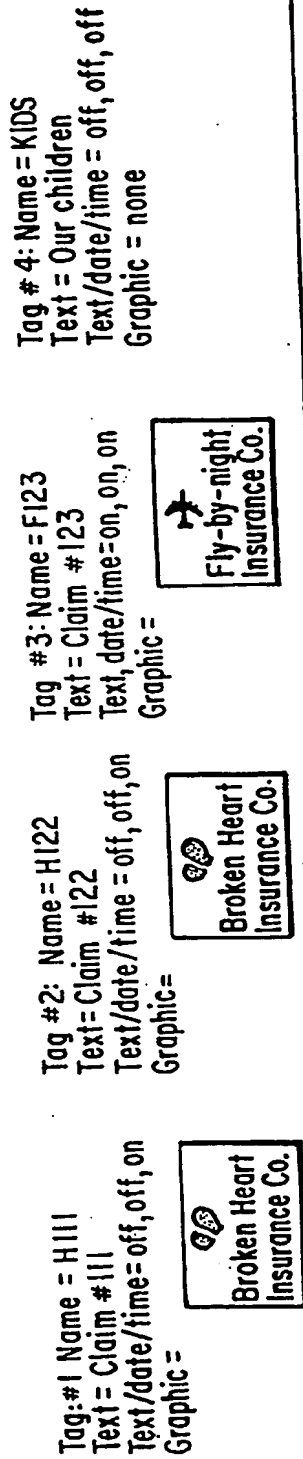 Tag:#1 Name = H111
Text = Claim #111
Text/date/time=off, off, on
Graphic =
Broken Heart
Insurance Co.
Tag #2: Name= H122
Text= Claim #122
Text/date/time = off, off, on
Graphic=
Broken Heart
Insurance Co.
Tag #3: Name = F123
Text = Claim #123
Text, date/time=on, on, on
Graphic =
Fly-by-night
Insurance Co.
Tag # 4: Name = KIDS
Text = Our children
Text/date/time = off, off, off
Graphic = none